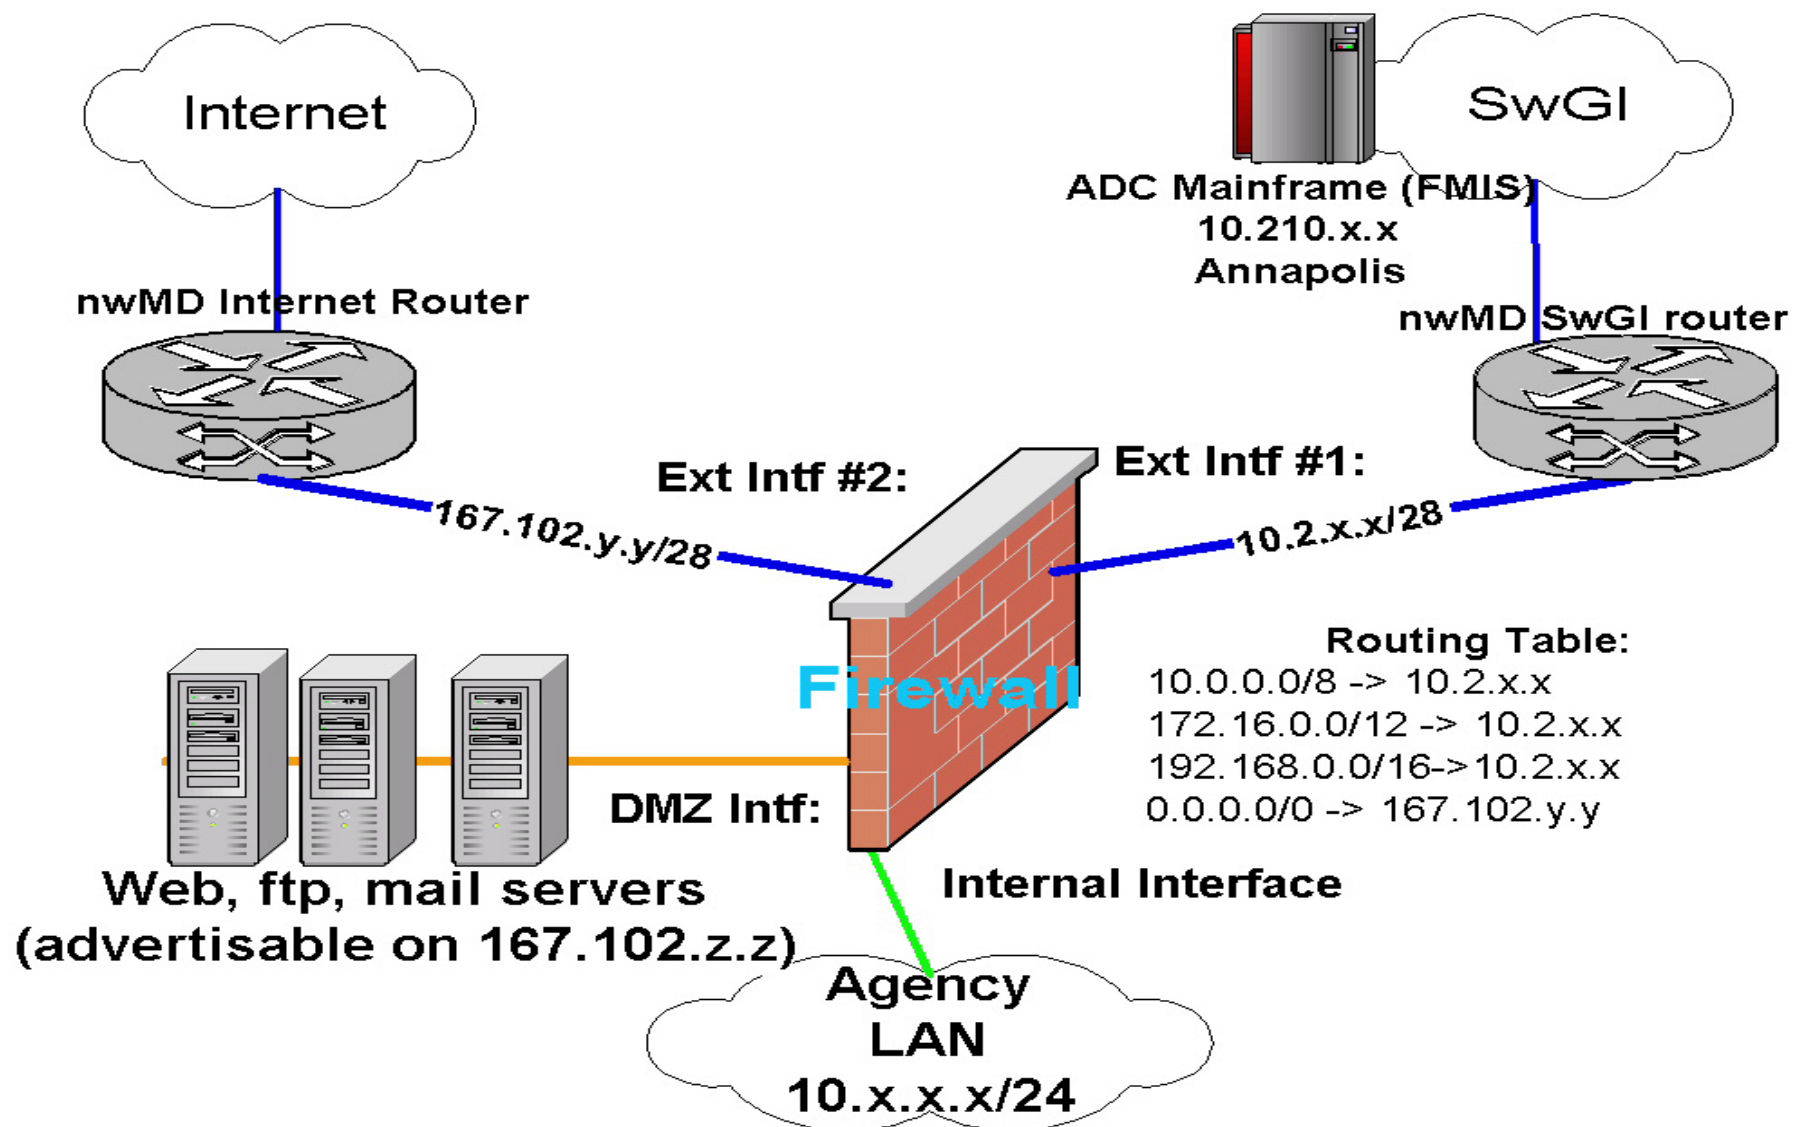 Internet
SwGI
ADC Mainframe (FMIS)
10.210.x.x
Annapolis
nwMD Internet Router
nwMD SwGI router
Ext Intf #2:
Ext Intf #1:
167.102.y.y/28
10.2.x.x/28
Routing Table:
10.0.0.0/8 -> 10.2.x.x
172.16.0.0/12 -> 10.2.x.x
192.168.0.0/16->10.2.x.x
0.0.0.0/0 -> 167.102.y.y
Firewall
DMZ Intf:
Web, ftp, mail servers
(advertisable on 167.102.z.z)
Internal Interface
Agency
LAN
10.x.x.x/24